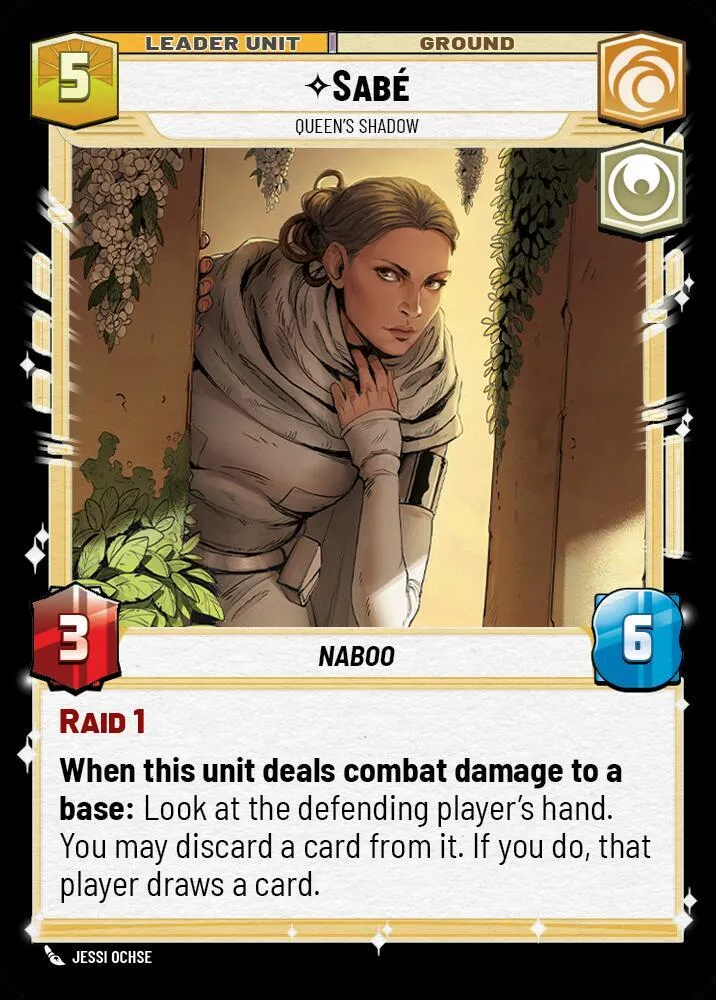 LEADER UNIT GROUND
5
SABÉ
QUEEN'S SHADOW
3
NABOO
6
RAID 1
When this unit deals combat damage to a
base: Look at the defending player's hand.
You may discard a card from it. If you do, that
player draws a card.
JESSI OCHSE